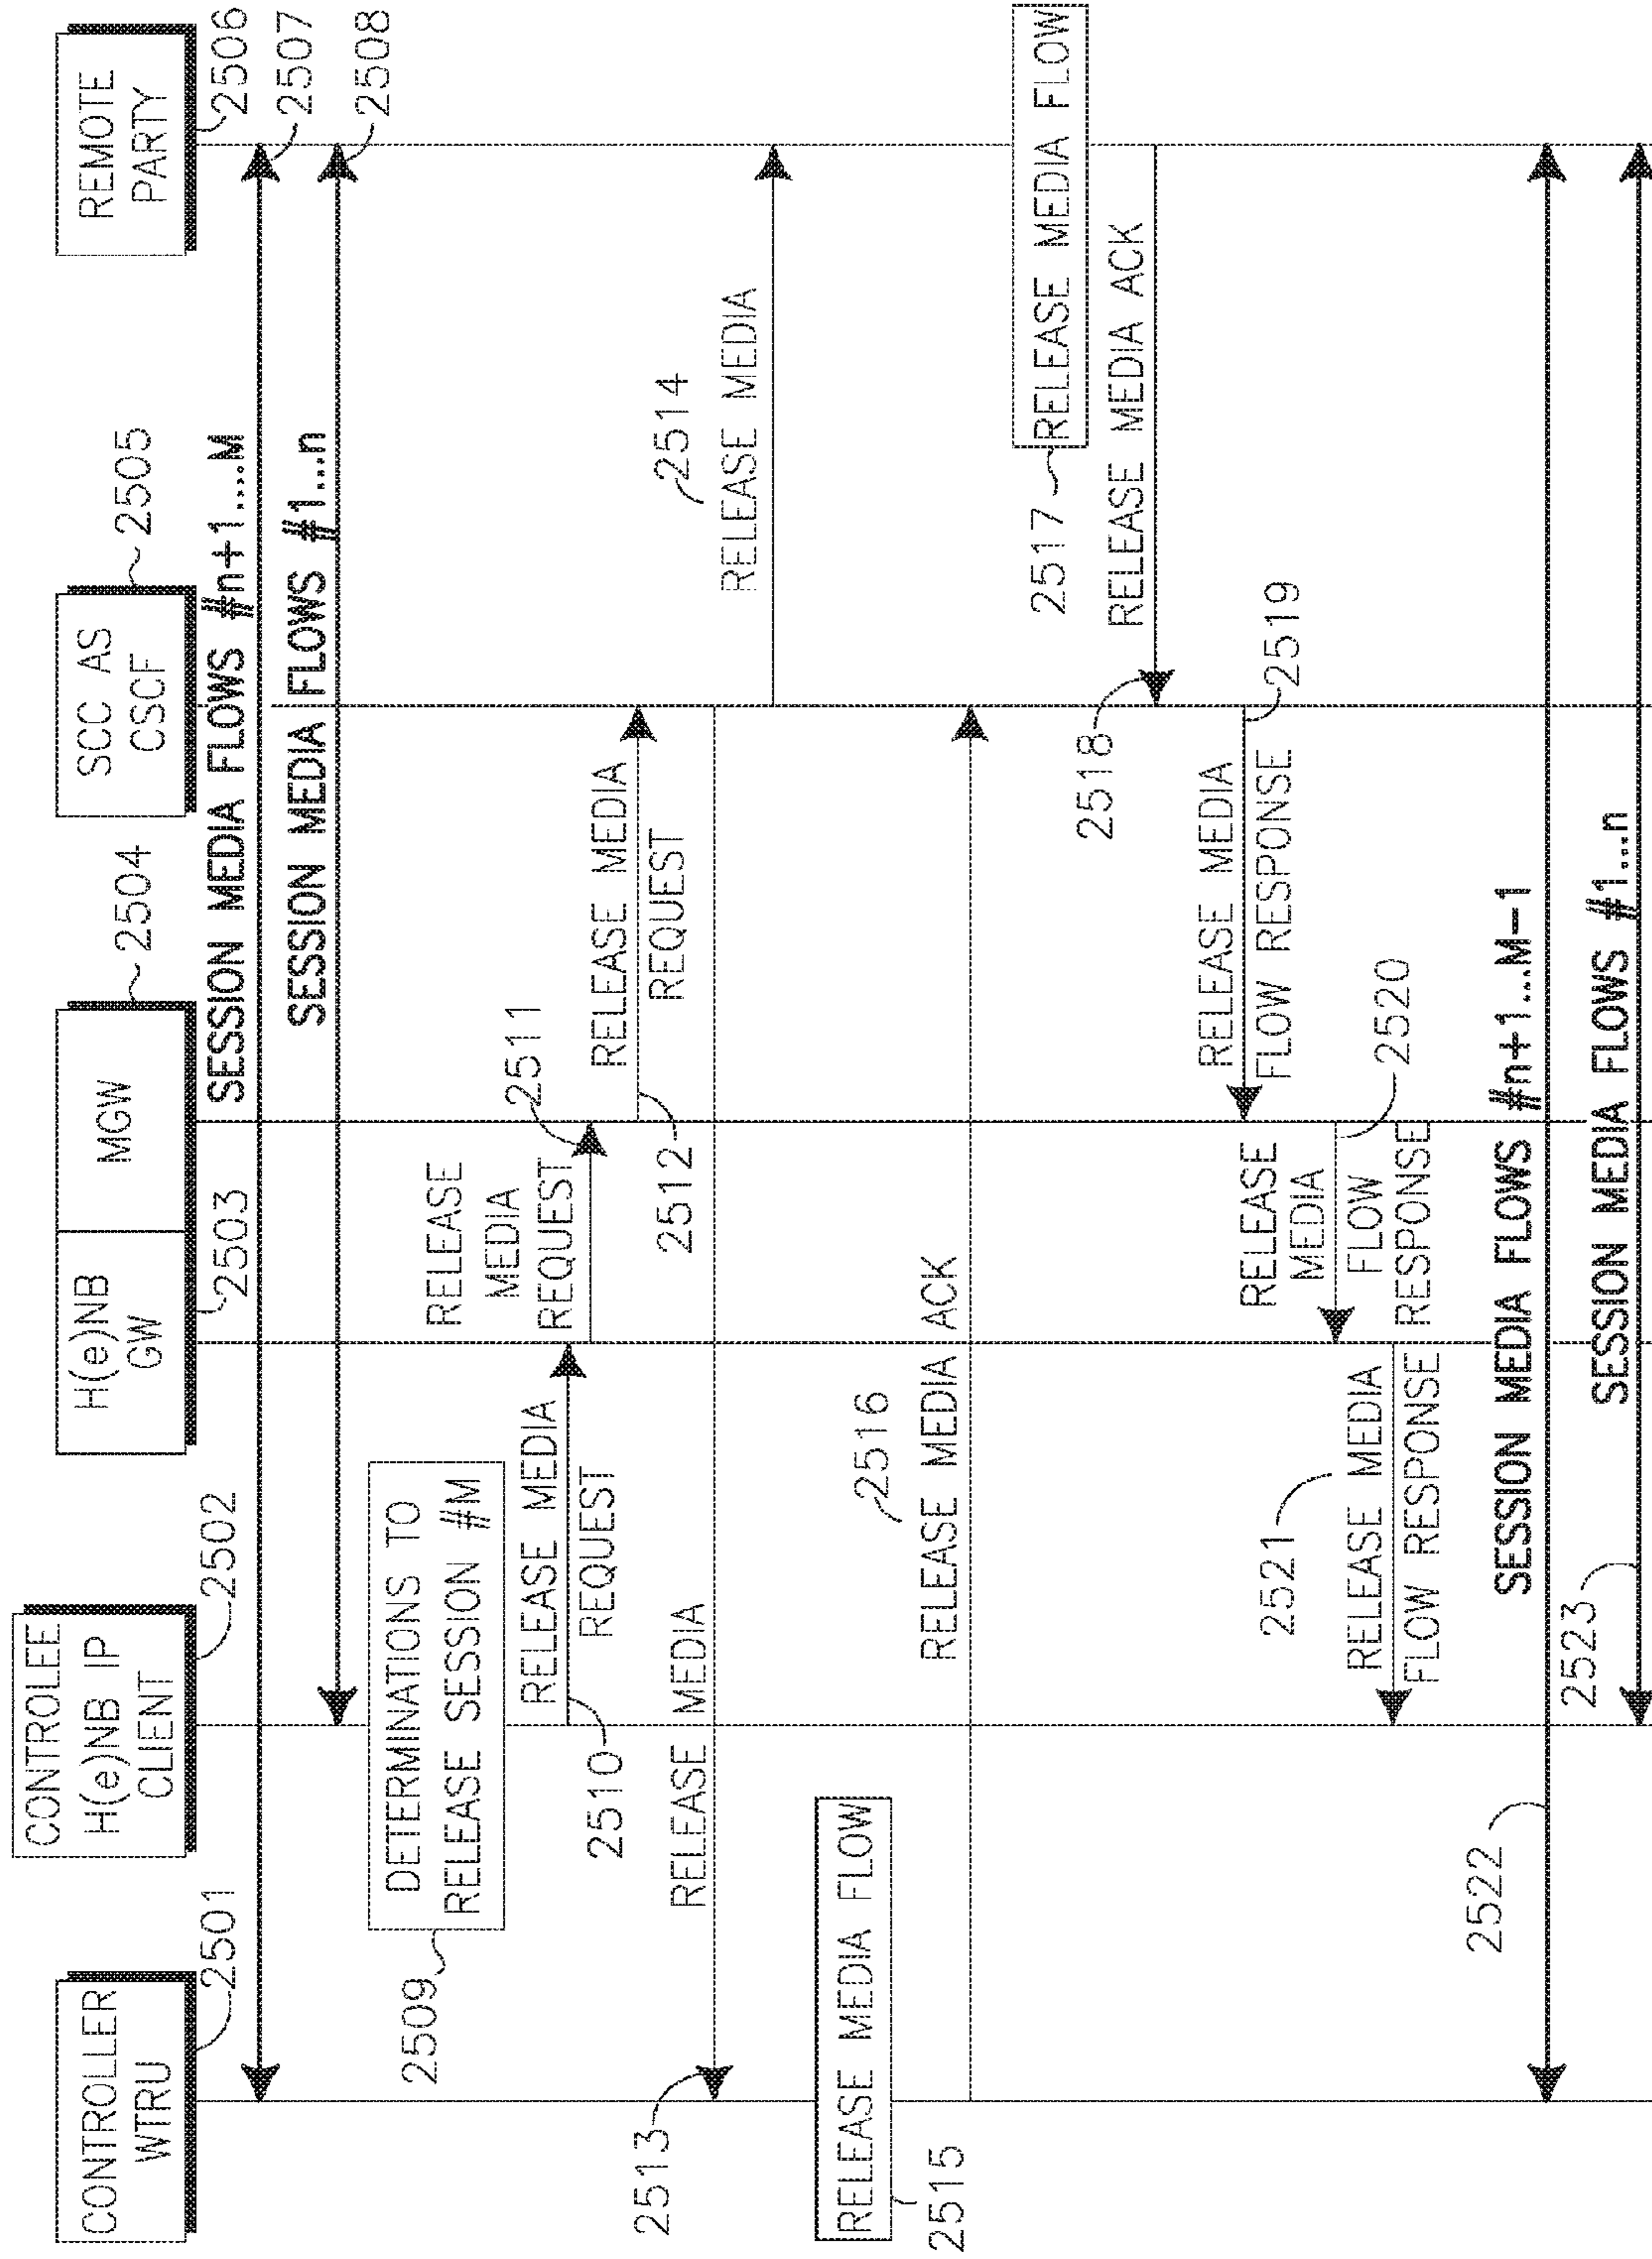 CONTROLLER
WTRU
2501
CONTROLEE
H(e)NB IP
CLIENT
2502
H(e)NB
GW
2503
MGW
2504
SCC AS
CSCF
2505
REMOTE
PARTY
2506
SESSION MEDIA FLOWS #n+1....M
2507
SESSION MEDIA FLOWS #1...n
2508
2509
DETERMINATIONS TO
RELEASE SESSION #M
RELEASE MEDIA
REQUEST
2510
RELEASE
MEDIA
REQUEST
2511
RELEASE MEDIA
REQUEST
2512
RELEASE MEDIA
2513
2514
RELEASE MEDIA
RELEASE MEDIA FLOW
2515
2516
RELEASE MEDIA ACK
2517
RELEASE MEDIA FLOW
RELEASE MEDIA ACK
2518
RELEASE MEDIA
FLOW RESPONSE
2519
RELEASE
MEDIA
FLOW
RESPONSE
2520
2521
RELEASE MEDIA
FLOW RESPONSE
SESSION MEDIA FLOWS #n+1...M-1
2522
SESSION MEDIA FLOWS #1...n
2523